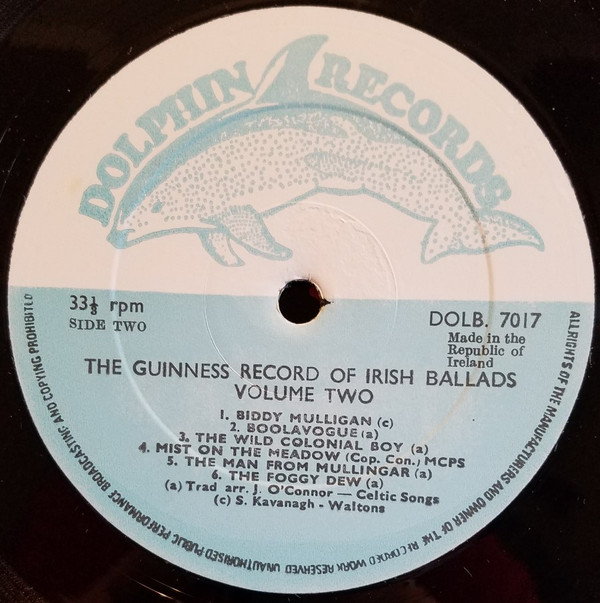 DOLPHIN RECORDS
33⅓ rpm
SIDE TWO
DOLB. 7017
Made in the
Republic of
Ireland
THE GUINNESS RECORD OF IRISH BALLADS
VOLUME TWO
1. BIDDY MULLIGAN (c)
2. BOOLAVOGUE (a)
3. THE WILD COLONIAL BOY (a)
4. MIST ON THE MEADOW (Cop. Con.) MCPS
5. THE MAN FROM MULLINGAR (a)
6. THE FOGGY DEW (a)
(a) Trad arr. J. O'Connor — Celtic Songs
(c) S. Kavanagh - Waltons
ALL RIGHTS OF THE MANUFACTURERS AND OWNER OF THE RECORDED WORK RESERVED UNAUTHORISED PUBLIC PERFORMANCE BROADCASTING AND COPYING PROHIBITED